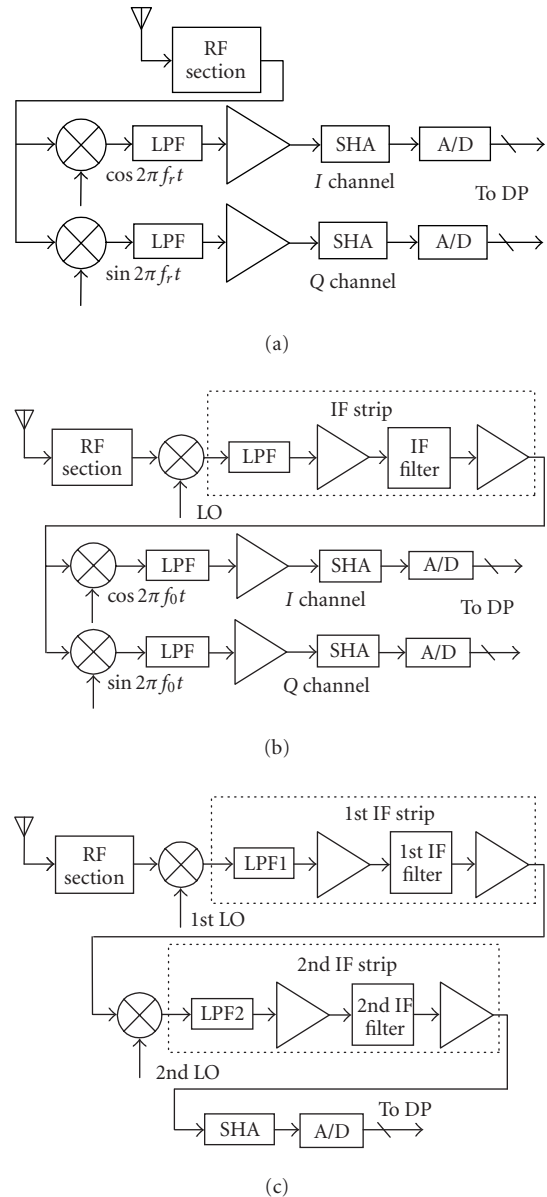 RF
section
LPF
SHA
A/D
cos 2π f_r t
I channel
To DP
LPF
SHA
A/D
sin 2π f_r t
Q channel
(a)
IF strip
RF
section
LPF
IF
filter
LO
LPF
SHA
A/D
cos 2π f_0 t
I channel
To DP
LPF
SHA
A/D
sin 2π f_0 t
Q channel
(b)
1st IF strip
RF
section
LPF1
1st IF
filter
1st LO
2nd IF strip
LPF2
2nd IF
filter
2nd LO
To DP
SHA
A/D
(c)